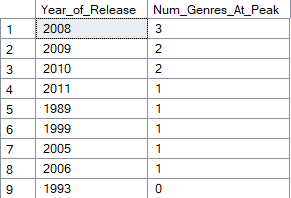 Year_of_Release Num_Genres_At_Peak
1 2008 3
2 2009 2
3 2010 2
4 2011 1
5 1989 1
6 1999 1
7 2005 1
8 2006 1
9 1993 0